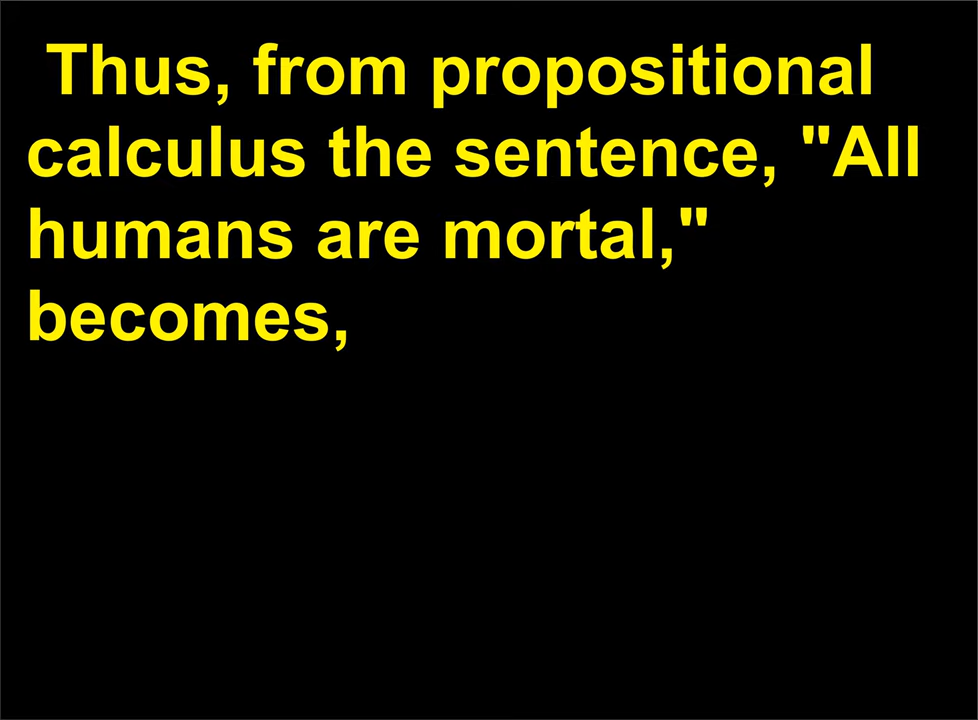 Thus, from propositional
calculus the sentence, "All
humans are mortal,"
becomes,